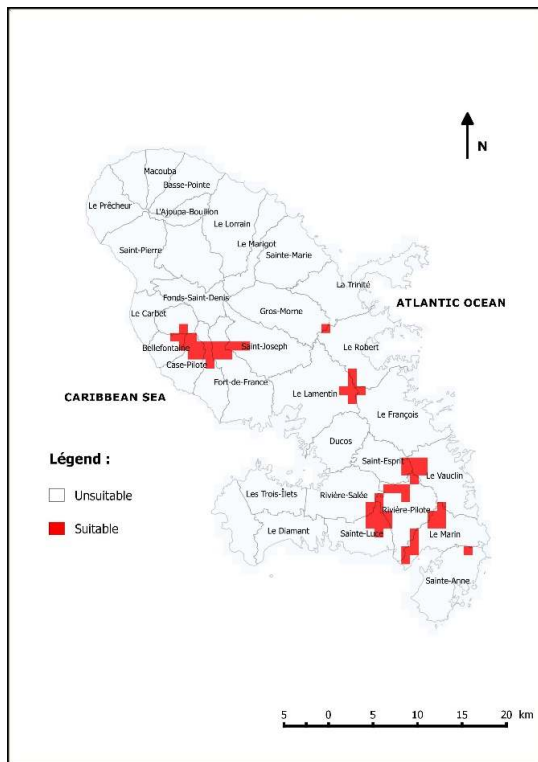 N
Macouba
Basse-Pointe
Le Prêcheur
L'Ajoupa-Bouillon
Le Lorrain
Le Marigot
Saint-Pierre
Sainte-Marie
La Trinité
Fonds-Saint-Denis
ATLANTIC OCEAN
Le Carbet
Gros-Morne
Bellefontaine
Saint-Joseph
Le Robert
Case-Pilote
Fort-de-France
CARIBBEAN SEA
Le Lamentin
Le François
Ducos
Légend :
Saint-Esprit
Le Vauclin
Unsuitable
Les Trois-Îlets
Rivière-Salée
Rivière-Pilote
Suitable
Le Diamant
Sainte-Luce
Le Marin
Sainte-Anne
5 0 5 10 15 20 km